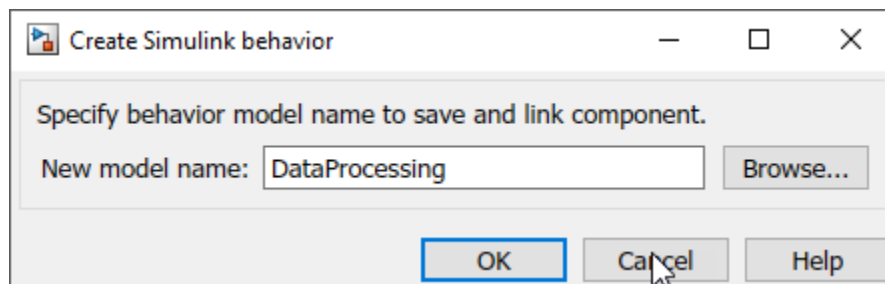 Create Simulink behavior
Specify behavior model name to save and link component.
New model name: DataProcessing Browse...
OK Cancel Help